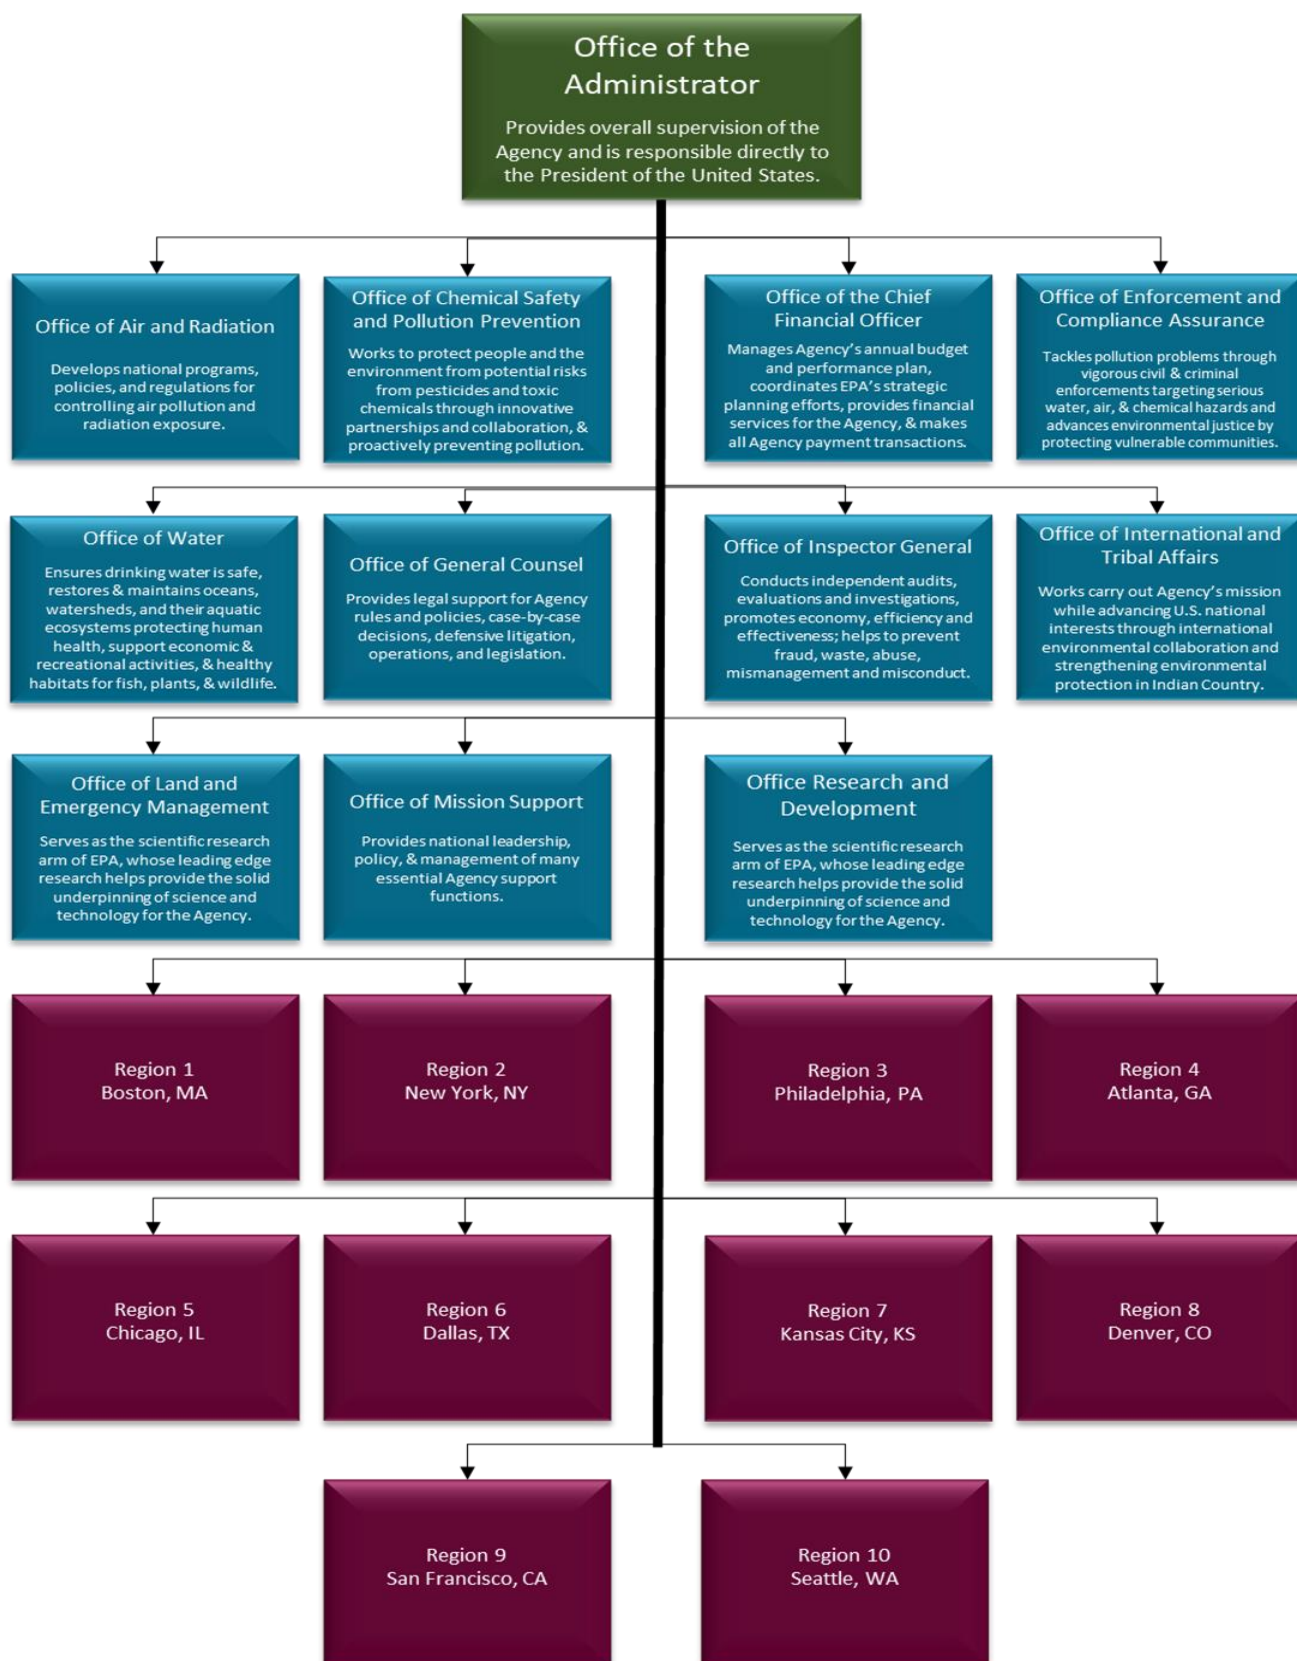 Office of the
Administrator
Provides overall supervision of the
Agency and is responsible directly to
the President of the United States.
Office of Air and Radiation
Develops national programs,
policies, and regulations for
controlling air pollution and
radiation exposure.
Office of Chemical Safety
and Pollution Prevention
Works to protect people and the
environment from potential risks
from pesticides and toxic
chemicals through innovative
partnerships and collaboration, &
proactively preventing pollution.
Office of the Chief
Financial Officer
Manages Agency's annual budget
and performance plan,
coordinates EPA's strategic
planning efforts, provides financial
services for the Agency, & makes
all Agency payment transactions.
Office of Enforcement and
Compliance Assurance
Tackles pollution problems through
vigorous civil & criminal
enforcements targeting serious
water, air, & chemical hazards and
advances environmental justice by
protecting vulnerable communities.
Office of Water
Ensures drinking water is safe,
restores & maintains oceans,
watersheds, and their aquatic
ecosystems protecting human
health, support economic &
recreational activities, & healthy
habitats for fish, plants, & wildlife.
Office of General Counsel
Provides legal support for Agency
rules and policies, case-by-case
decisions, defensive litigation,
operations, and legislation.
Office of Inspector General
Conducts independent audits,
evaluations and investigations,
promotes economy, efficiency and
effectiveness; helps to prevent
fraud, waste, abuse,
mismanagement and misconduct.
Office of International and
Tribal Affairs
Works carry out Agency's mission
while advancing U.S. national
interests through international
environmental collaboration and
strengthening environmental
protection in Indian Country.
Office of Land and
Emergency Management
Serves as the scientific research
arm of EPA, whose leading edge
research helps provide the solid
underpinning of science and
technology for the Agency.
Office of Mission Support
Provides national leadership,
policy, & management of many
essential Agency support
functions.
Office Research and
Development
Serves as the scientific research
arm of EPA, whose leading edge
research helps provide the solid
underpinning of science and
technology for the Agency.
Region 1
Boston, MA
Region 2
New York, NY
Region 3
Philadelphia, PA
Region 4
Atlanta, GA
Region 5
Chicago, IL
Region 6
Dallas, TX
Region 7
Kansas City, KS
Region 8
Denver, CO
Region 9
San Francisco, CA
Region 10
Seattle, WA